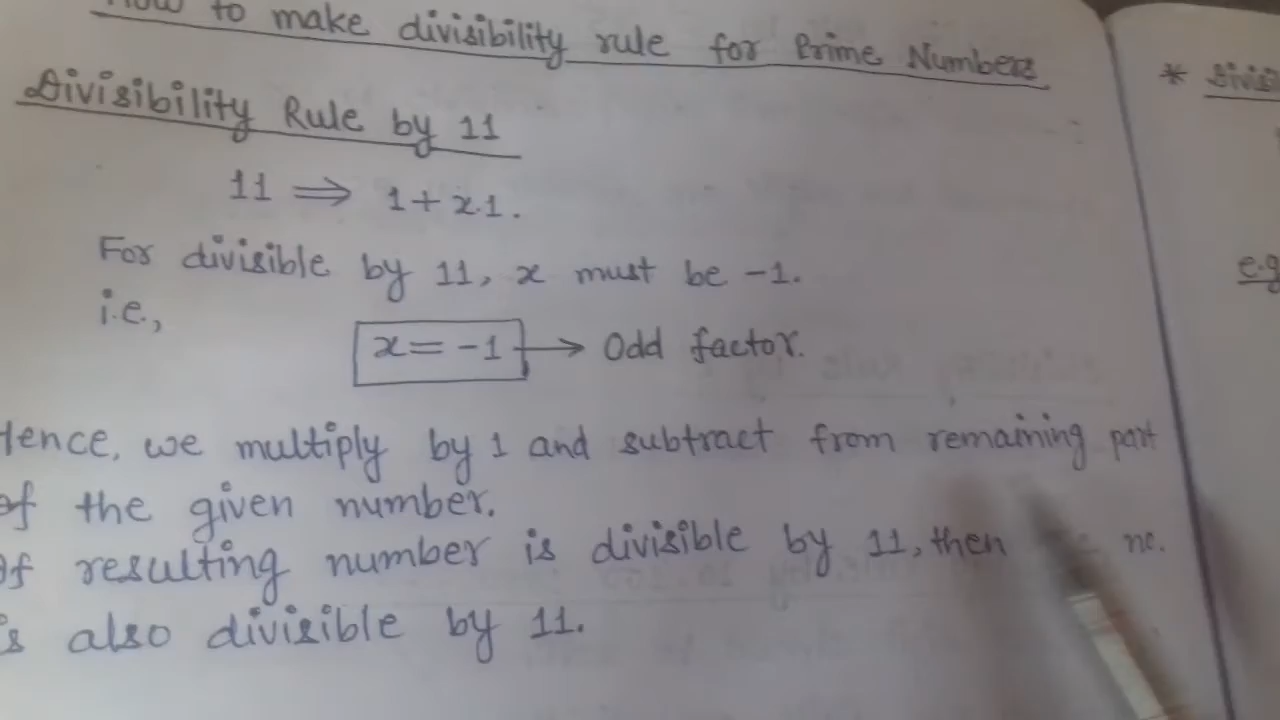 How to make divisibility rule for Prime Numbers
Divisibility Rule by 11
11 ⟹ 1+x.1.
For divisible by 11, x must be -1.
i.e.,
x = -1 → Odd factor.
Hence, we multiply by 1 and subtract from remaining part
of the given number.
If resulting number is divisible by 11, then no.
is also divisible by 11.
*
e.g